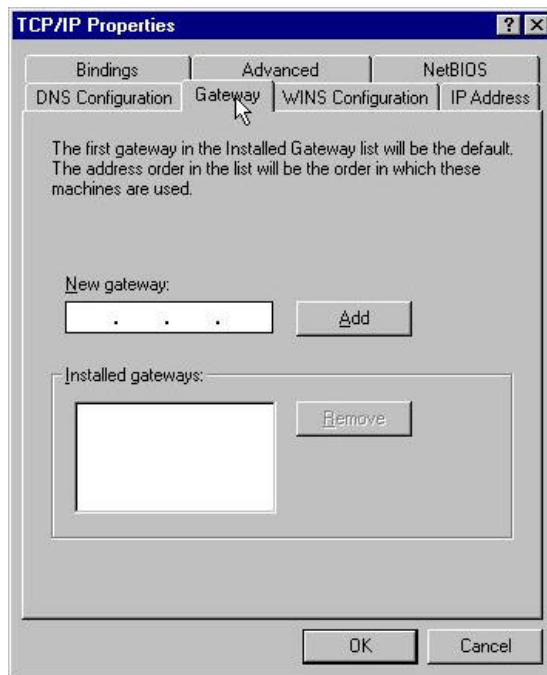 TCP/IP Properties
Bindings Advanced NetBIOS
DNS Configuration Gateway WINS Configuration IP Address
The first gateway in the Installed Gateway list will be the default.
The address order in the list will be the order in which these
machines are used.
New gateway:
. . .
Add
Installed gateways:
Remove
OK Cancel